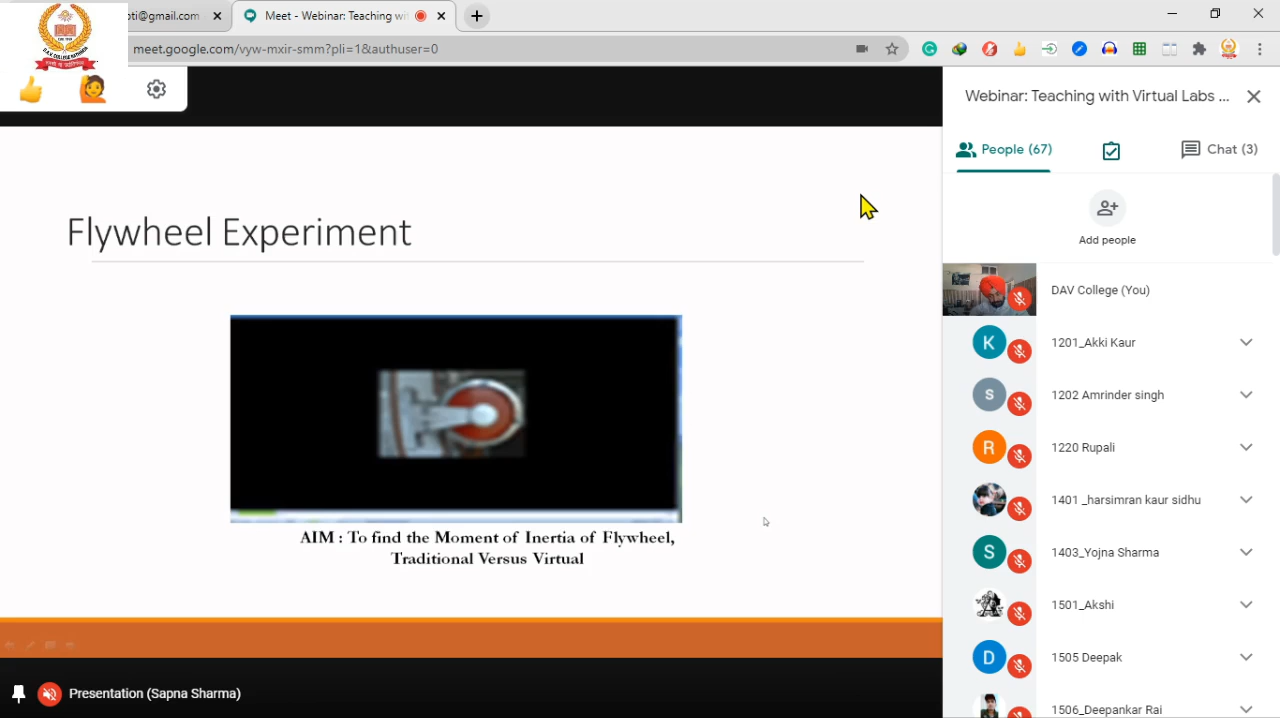 oti@gmail.com
Meet - Webinar: Teaching with
meet.google.com/vyw-mxir-smm?pli=1&authuser=0
Webinar: Teaching with Virtual Labs ...
People (67)
Chat (3)
Add people
Flywheel Experiment
AIM : To find the Moment of Inertia of Flywheel,
Traditional Versus Virtual
DAV College (You)
K
1201_Akki Kaur
S
1202 Amrinder singh
R
1220 Rupali
1401 _harsimran kaur sidhu
S
1403_Yojna Sharma
1501_Akshi
D
1505 Deepak
1506_Deepankar Rai
Presentation (Sapna Sharma)